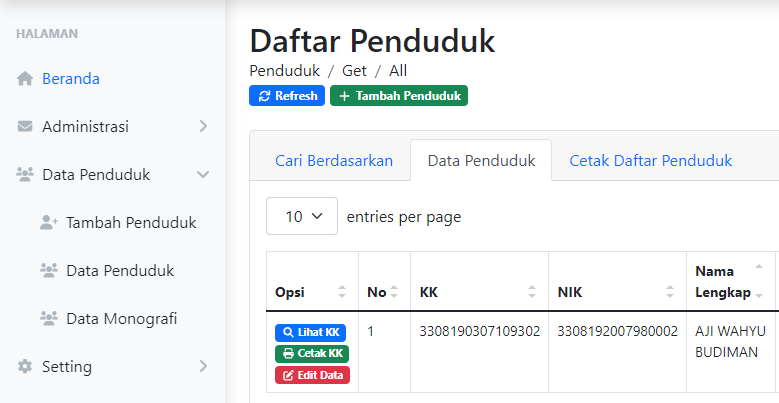 HALAMAN
Beranda
Administrasi
Data Penduduk
Tambah Penduduk
Data Penduduk
Data Monografi
Setting
Daftar Penduduk
Penduduk / Get / All
Refresh
Tambah Penduduk
Cari Berdasarkan
Data Penduduk
Cetak Daftar Penduduk
10 entries per page
Opsi No KK NIK Nama Lengkap
Lihat KK
Cetak KK
Edit Data
1 3308190307109302 3308192007980002 AJI WAHYU
BUDIMAN